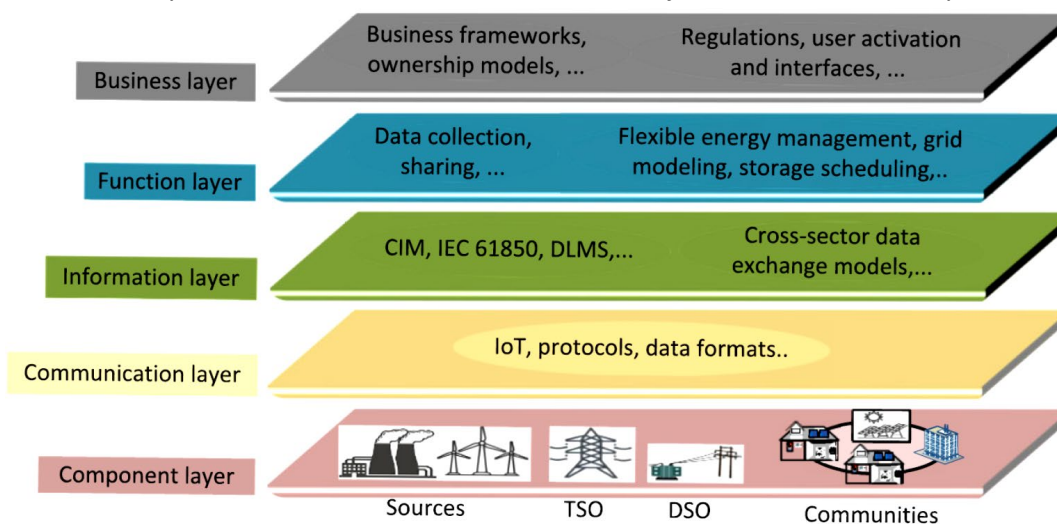 Business frameworks,
ownership models, ...
Regulations, user activation
and interfaces, ...
Business layer
Data collection,
sharing, ...
Flexible energy management, grid
modeling, storage scheduling,..
Function layer
CIM, IEC 61850, DLMS,...
Cross-sector data
exchange models,...
Information layer
IoT, protocols, data formats..
Communication layer
Component layer
Sources
TSO
DSO
Communities